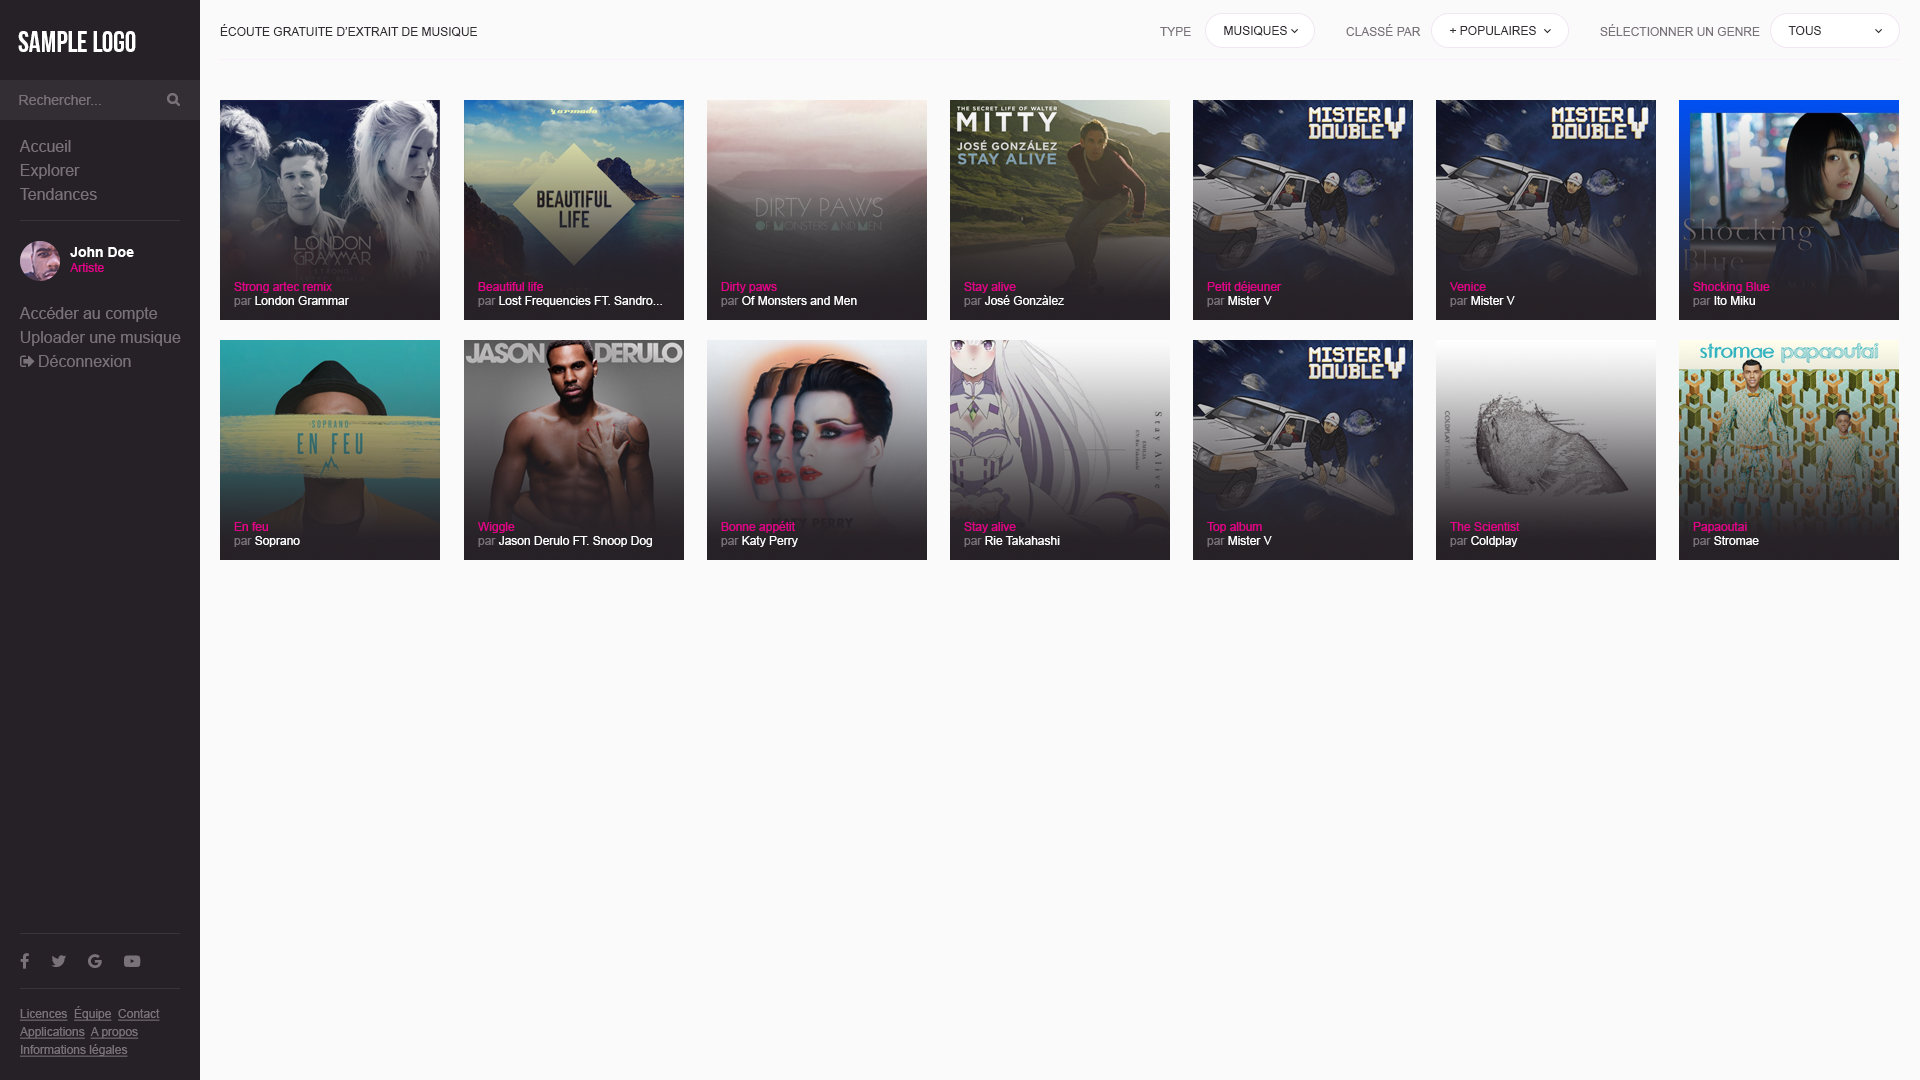 SAMPLE LOGO
Rechercher...
Accueil
Explorer
Tendances
John Doe
Artiste
Accéder au compte
Uploader une musique
Déconnexion
Licences Équipe Contact
Applications A propos
Informations légales
ÉCOUTE GRATUITE D'EXTRAIT DE MUSIQUE
TYPE MUSIQUES CLASSÉ PAR + POPULAIRES SÉLECTIONNER UN GENRE TOUS
LONDON
GRAMMAR
Strong artec remix
par London Grammar
armada
BEAUTIFUL
LIFE
Beautiful life
par Lost Frequencies FT. Sandro...
DIRTY PAWS
OF MONSTERS AND MEN
Dirty paws
par Of Monsters and Men
THE SECRET LIFE OF WALTER
MITTY
JOSÉ GONZÁLEZ
STAY ALIVE
Stay alive
par José Gonzàlez
MISTER V
DOUBLE
Petit déjeuner
par Mister V
MISTER V
DOUBLE
Venice
par Mister V
Shocking
Blue
Shocking Blue
par Ito Miku
SOPRANO
EN FEU
En feu
par Soprano
JASON DERULO
Wiggle
par Jason Derulo FT. Snoop Dog
KATY PERRY
Bonne appétit
par Katy Perry
Stay Alive
Stay alive
par Rie Takahashi
MISTER V
DOUBLE
Top album
par Mister V
COLDPLAY THE SCIENTIST
The Scientist
par Coldplay
stromae papaoutai
Papaoutai
par Stromae